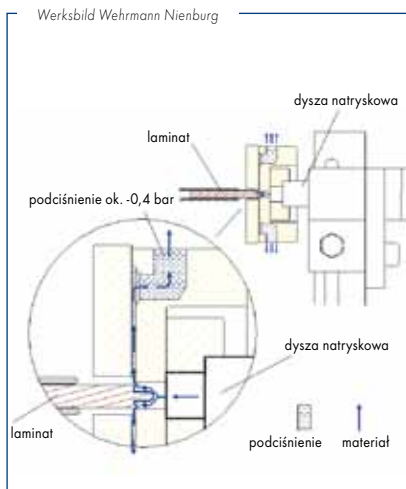 Werksbild Wehrmann Nienburg
dysza natryskowa
laminat
podciśnienie ok. -0,4 bar
dysza natryskowa
laminat
podciśnienie
materiał